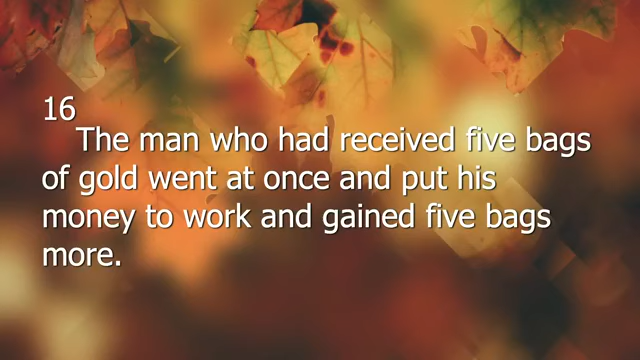 16
The man who had received five bags
of gold went at once and put his
money to work and gained five bags
more.